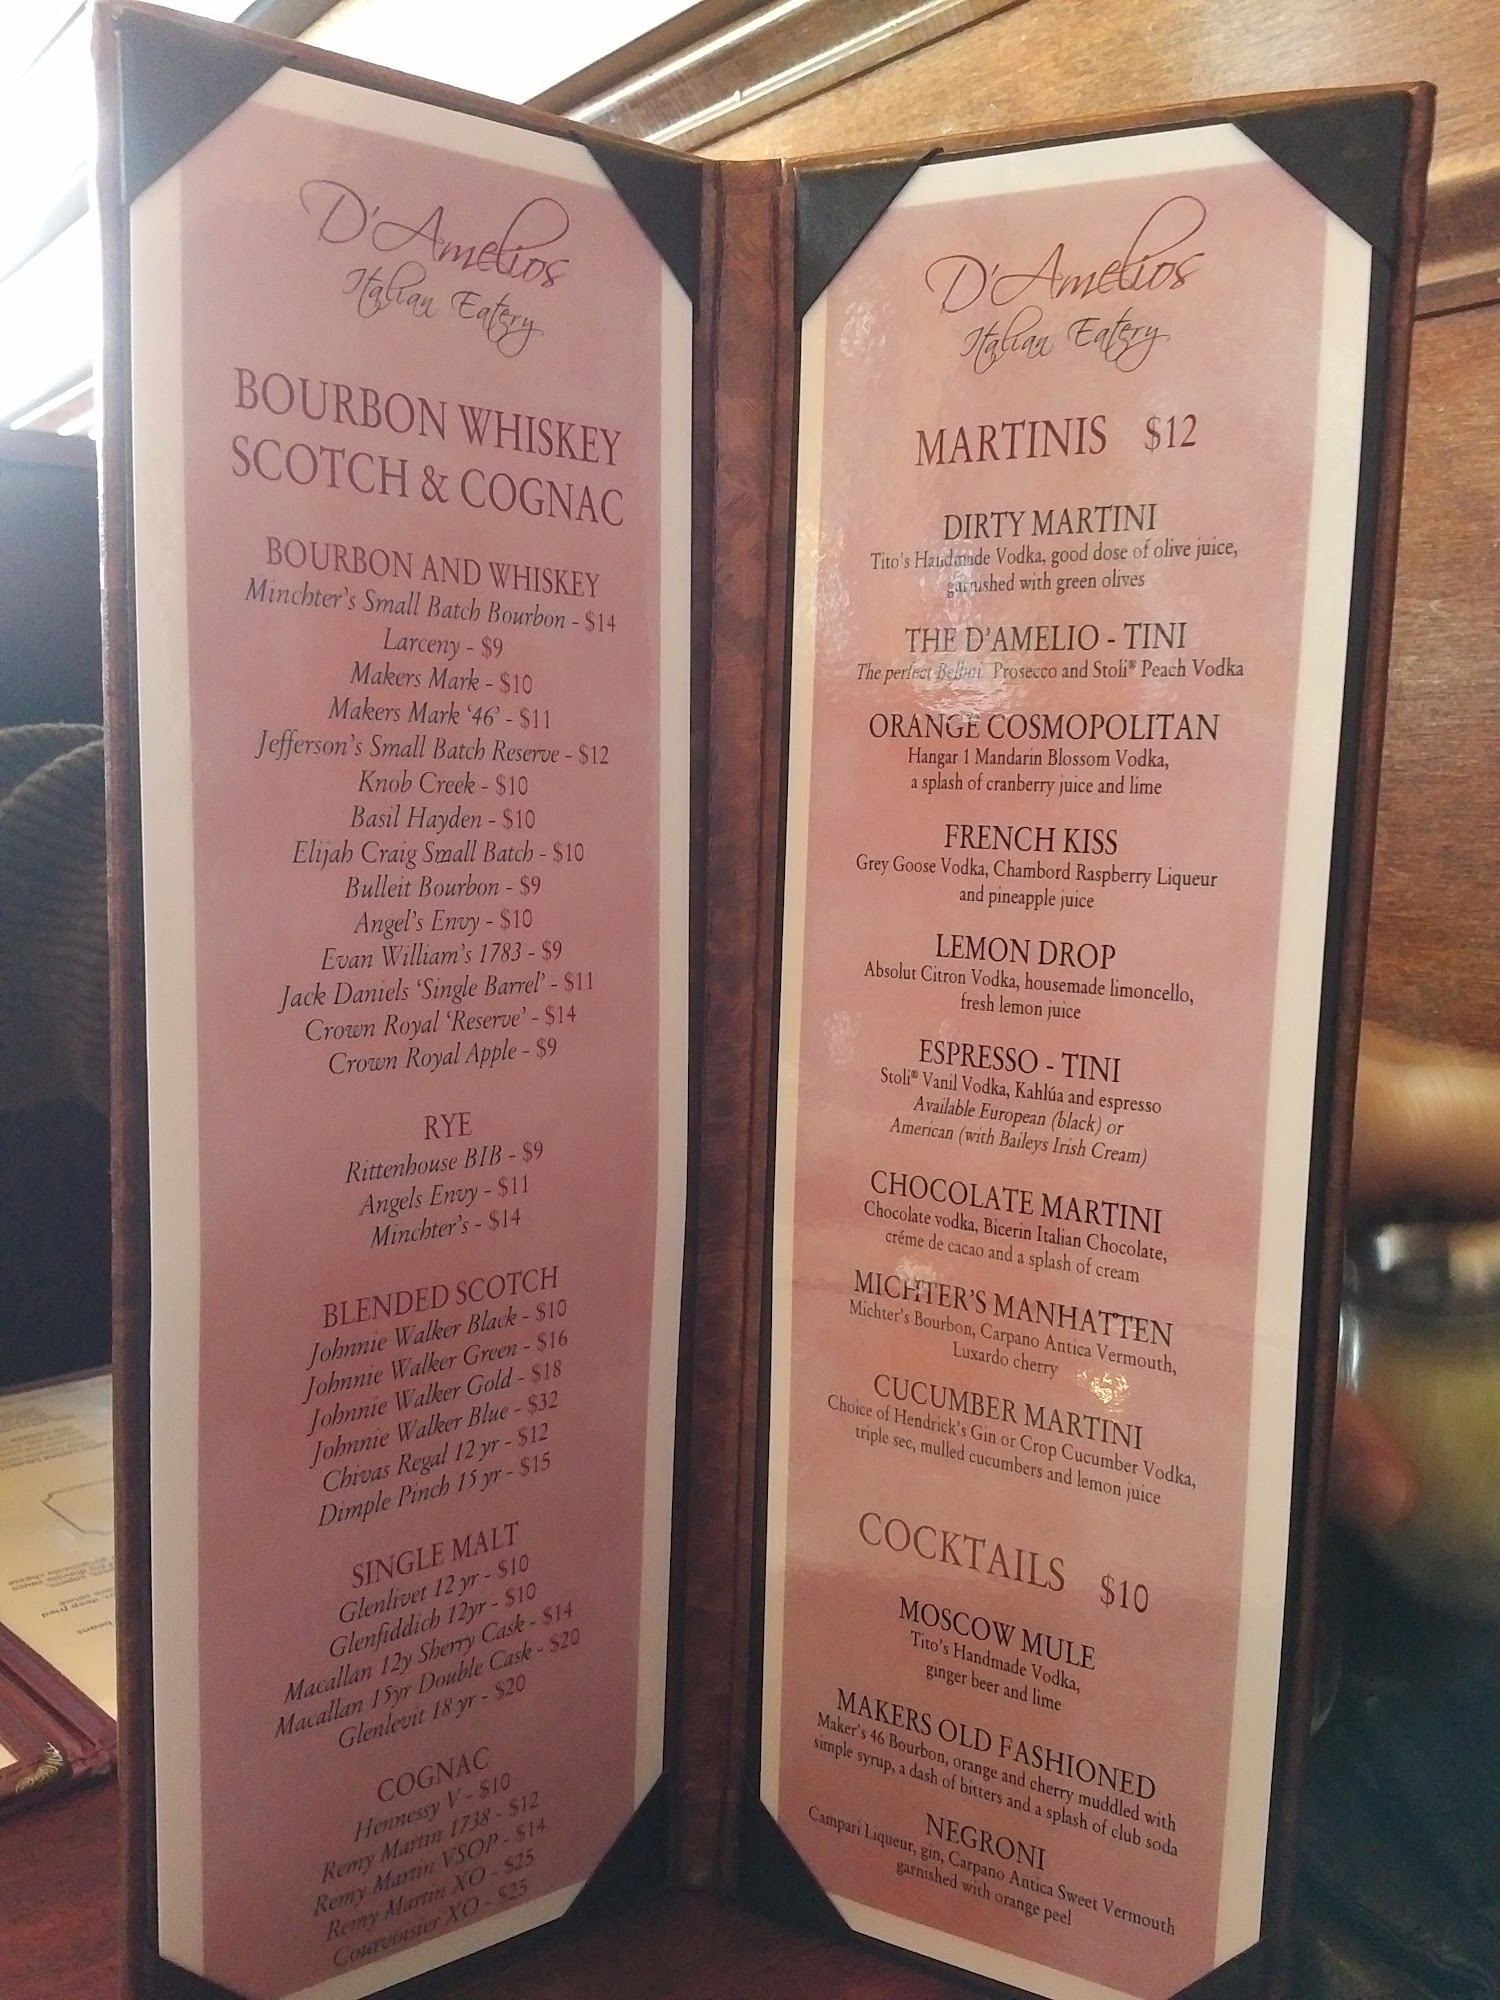 D'Amelios
Italian Eatery
BOURBON WHISKEY
SCOTCH & COGNAC
BOURBON AND WHISKEY
Minchter's Small Batch Bourbon - $14
Larceny - $9
Makers Mark - $10
Makers Mark '46' - $11
Jefferson's Small Batch Reserve - $12
Knob Creek - $10
Basil Hayden - $10
Elijah Craig Small Batch - $10
Bulleit Bourbon - $9
Angel's Envy - $10
Evan William's 1783 - $9
Jack Daniels 'Single Barrel' - $11
Crown Royal 'Reserve' - $14
Crown Royal Apple - $9
RYE
Rittenhouse BIB - $9
Angels Envy - $11
Minchter's - $14
BLENDED SCOTCH
Johnnie Walker Black - $10
Johnnie Walker Green - $16
Johnnie Walker Gold - $18
Johnnie Walker Blue - $32
Chivas Regal 12 yr - $12
Dimple Pinch 15 yr - $15
SINGLE MALT
Glenlivet 12 yr - $10
Glenfiddich 12yr - $10
Macallan 12y Sherry Cask - $14
Macallan 15yr Double Cask - $20
Glenlevit 18 yr - $20
COGNAC
Hennessy V - $10
Remy Martin 1738 - $12
Remy Martin VSOP - $14
Remy Martin XO - $25
Courvoisier XO - $25
D'Amelios
Italian Eatery
MARTINIS $12
DIRTY MARTINI
Tito's Handmade Vodka, good dose of olive juice,
garnished with green olives
THE D'AMELIO - TINI
The perfect Bellini Prosecco and Stoli® Peach Vodka
ORANGE COSMOPOLITAN
Hangar 1 Mandarin Blossom Vodka,
a splash of cranberry juice and lime
FRENCH KISS
Grey Goose Vodka, Chambord Raspberry Liqueur
and pineapple juice
LEMON DROP
Absolut Citron Vodka, housemade limoncello,
fresh lemon juice
ESPRESSO - TINI
Stoli® Vanil Vodka, Kahlúa and espresso
Available European (black) or
American (with Baileys Irish Cream)
CHOCOLATE MARTINI
Chocolate vodka, Bicerin Italian Chocolate,
créme de cacao and a splash of cream
MICHTER'S MANHATTEN
Michter's Bourbon, Carpano Antica Vermouth,
Luxardo cherry
CUCUMBER MARTINI
Choice of Hendrick's Gin or Crop Cucumber Vodka,
triple sec, mulled cucumbers and lemon juice
COCKTAILS $10
MOSCOW MULE
Tito's Handmade Vodka,
ginger beer and lime
MAKERS OLD FASHIONED
Maker's 46 Bourbon, orange and cherry muddled with
simple syrup, a dash of bitters and a splash of club soda
NEGRONI
Campari Liqueur, gin, Carpano Antica Sweet Vermouth
garnished with orange peel